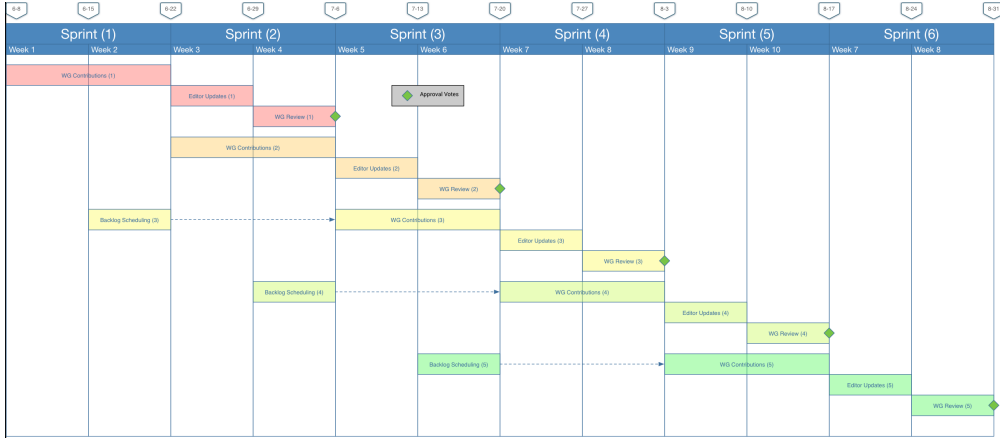 6-8 6-15 6-22 6-29 7-6 7-13 7-20 7-27 8-3 8-10 8-17 8-24 8-31
Sprint (1) Sprint (2) Sprint (3) Sprint (4) Sprint (5) Sprint (6)
Week 1 Week 2 Week 3 Week 4 Week 5 Week 6 Week 7 Week 8 Week 9 Week 10 Week 7 Week 8
WG Contributions (1)
Editor Updates (1)
Approval Votes
WG Review (1)
WG Contributions (2)
Editor Updates (2)
WG Review (2)
Backlog Scheduling (3) WG Contributions (3)
Editor Updates (3)
WG Review (3)
Backlog Scheduling (4) WG Contributions (4)
Editor Updates (4)
WG Review (4)
Backlog Scheduling (5) WG Contributions (5)
Editor Updates (5)
WG Review (5)